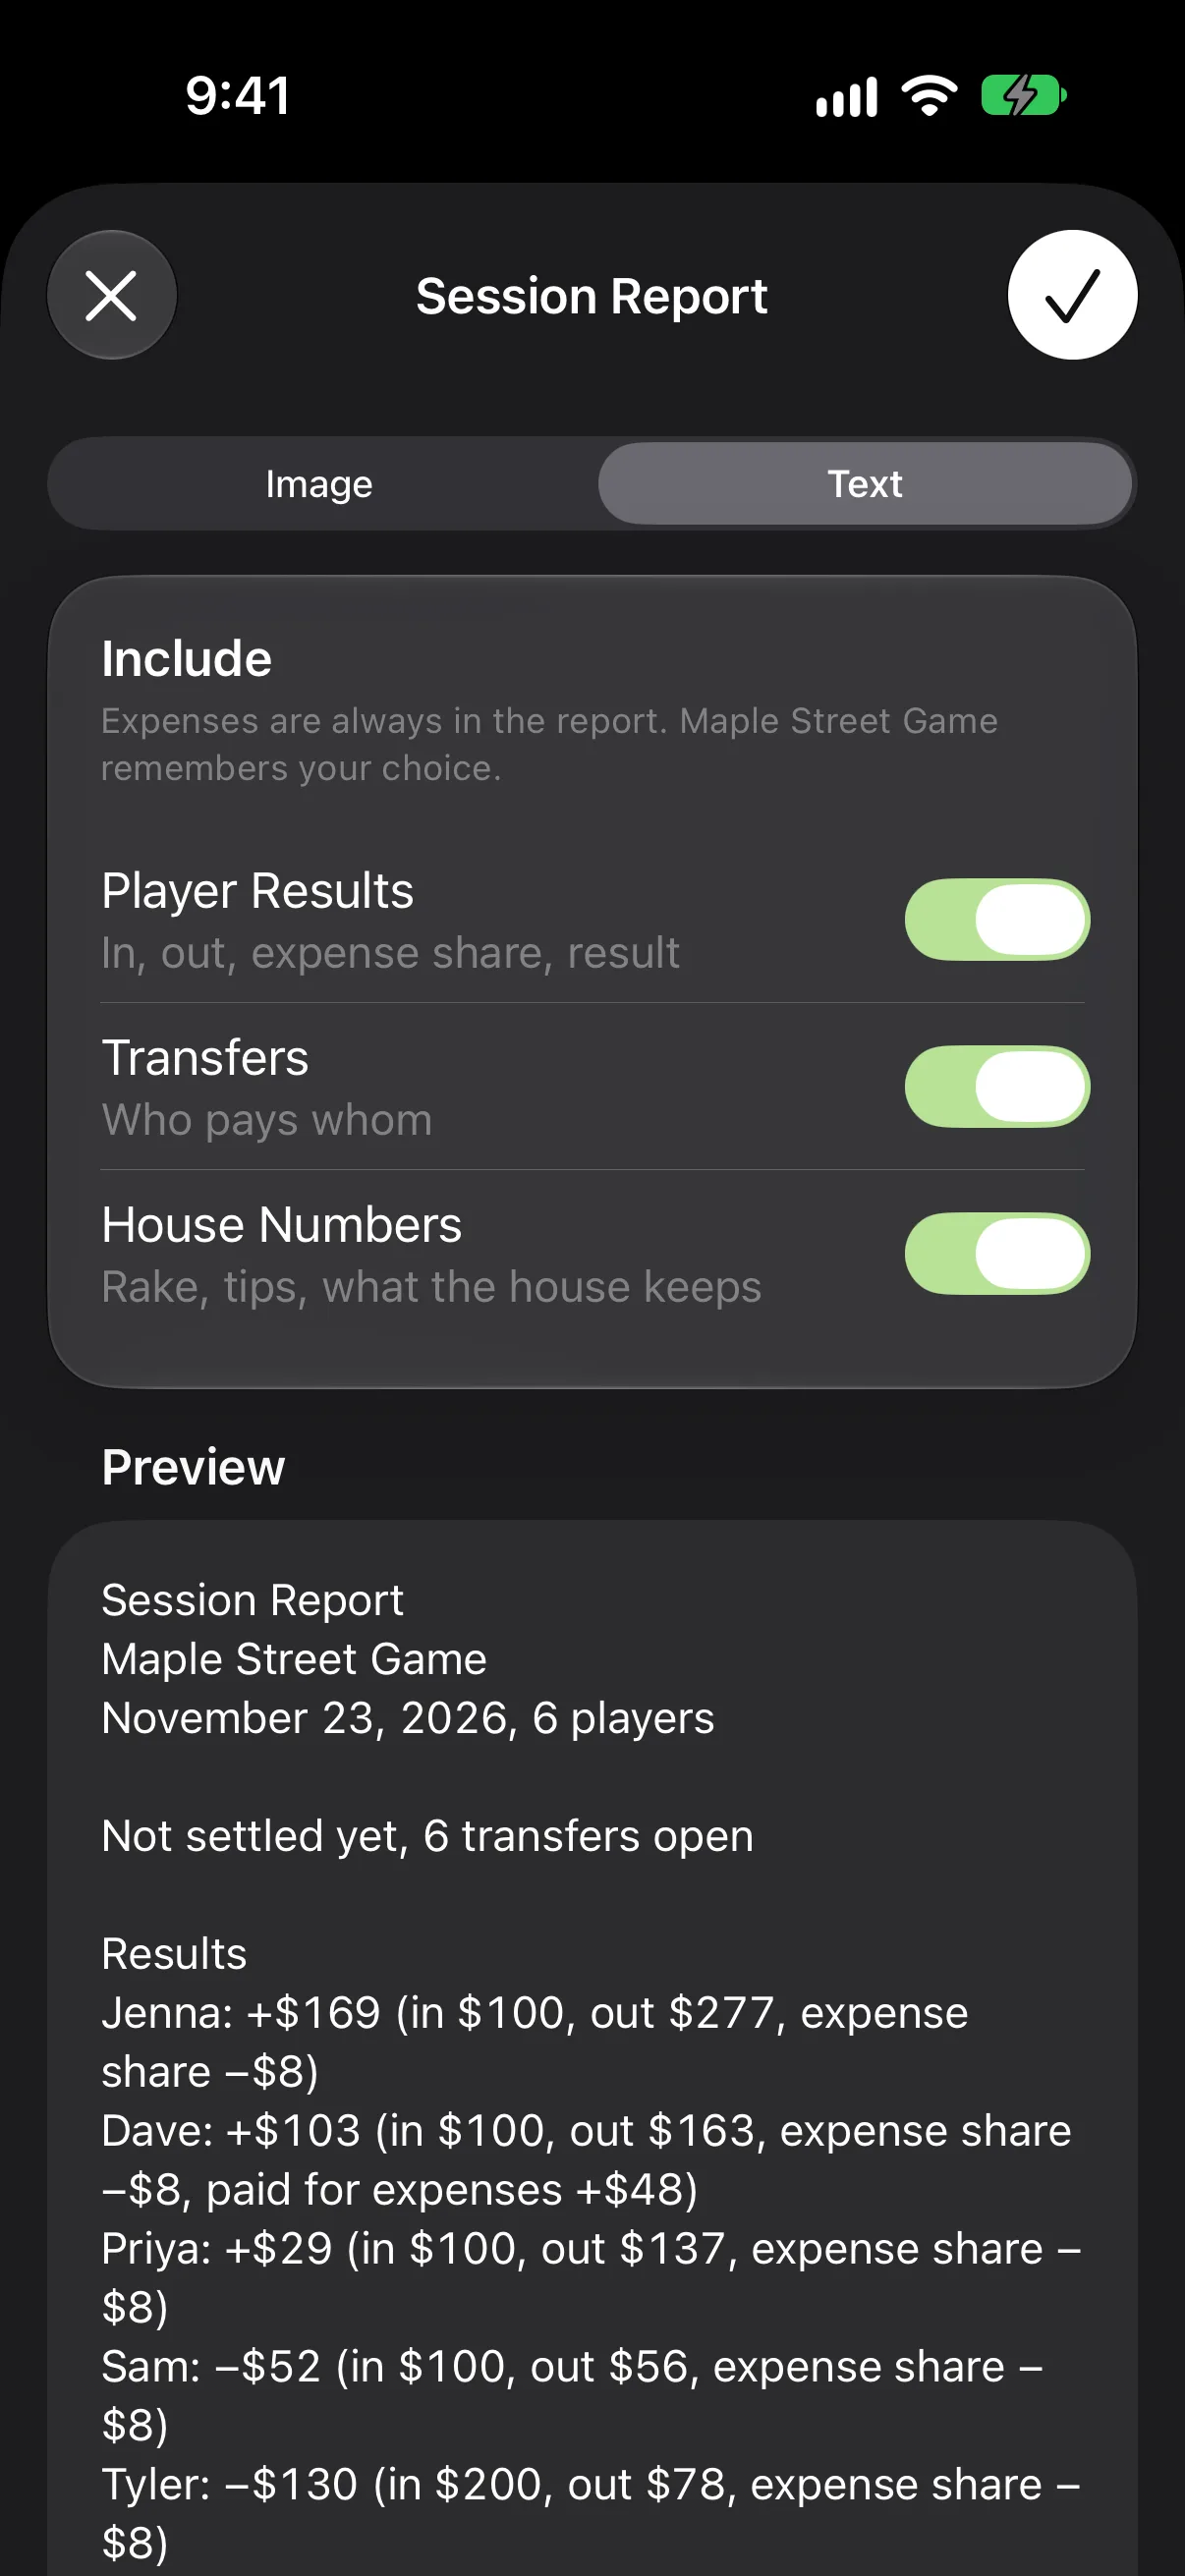 9:41
Session Report
Image
Text
Include
Expenses are always in the report. Maple Street Game
remembers your choice.
Player Results
In, out, expense share, result
Transfers
Who pays whom
House Numbers
Rake, tips, what the house keeps
Preview
Session Report
Maple Street Game
November 23, 2026, 6 players
Not settled yet, 6 transfers open
Results
Jenna: +$169 (in $100, out $277, expense
share –$8)
Dave: +$103 (in $100, out $163, expense share
–$8, paid for expenses +$48)
Priya: +$29 (in $100, out $137, expense share –
$8)
Sam: –$52 (in $100, out $56, expense share –
$8)
Tyler: –$130 (in $200, out $78, expense share –
$8)